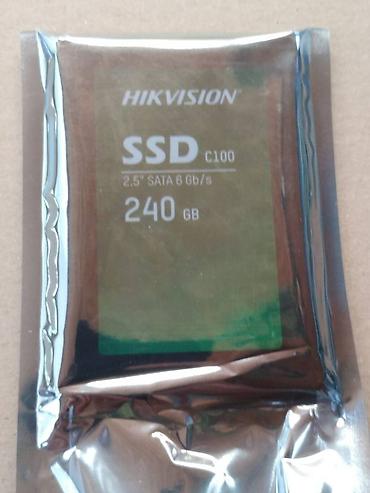 HIKVISION
SSD C100
2.5" SATA 6 Gb/s
240 GB